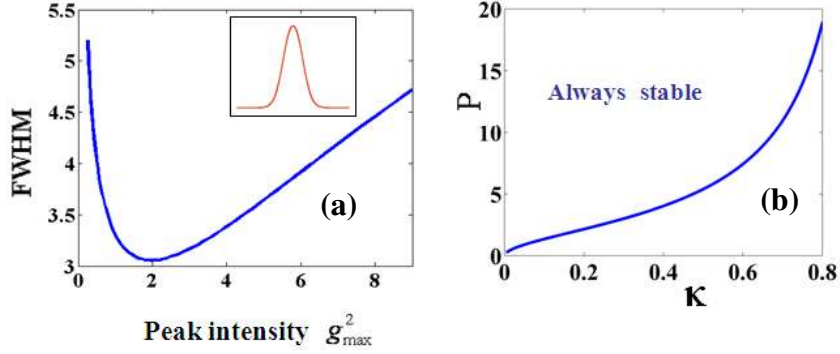 5.5
5
4.5
4
3.5
3
FWHM
0 2 4 6 8
(a)
Peak intensity g²max
20
15
10
5
0
P
Always stable
(b)
0 0.2 0.4 0.6 0.8
κ